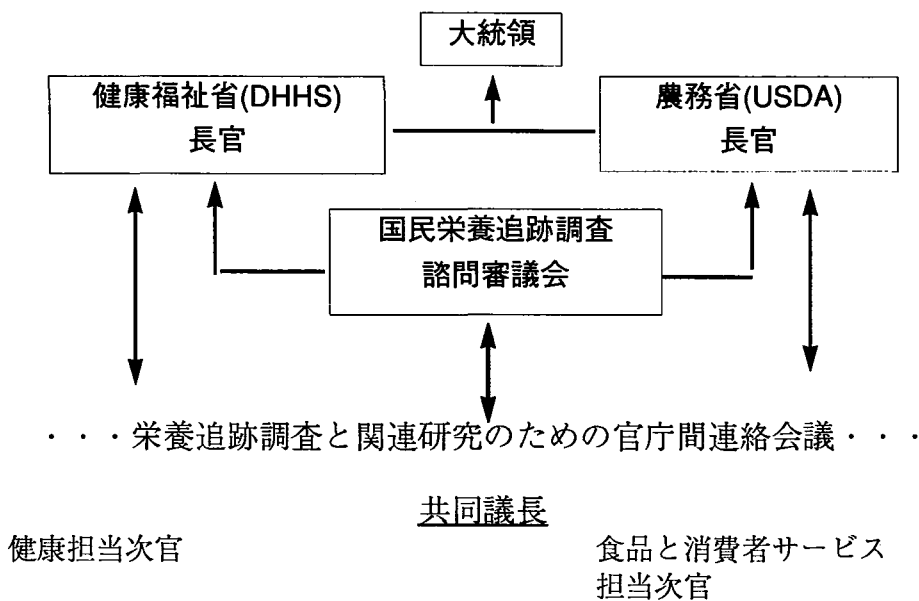 大統領
健康福祉省(DHHS)
長官
農務省(USDA)
長官
国民栄養追跡調査
諮問審議会
・・・栄養追跡調査と関連研究のための官庁間連絡会議・・・
共同議長
健康担当次官
食品と消費者サービス
担当次官